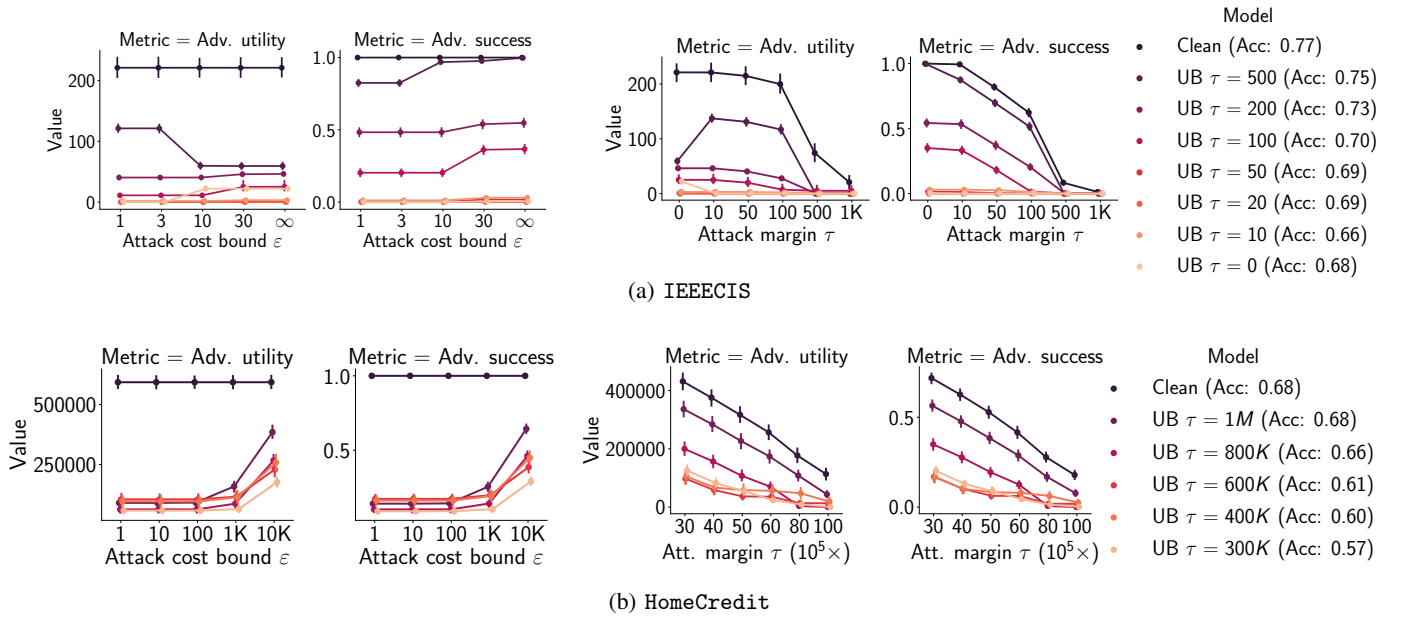 Metric = Adv. utility
Metric = Adv. success
Metric = Adv. utility
Metric = Adv. success
Value
200
100
0
1.0
0.5
0.0
1 3 10 30 ∞
Attack cost bound ε
1 3 10 30 ∞
Attack cost bound ε
Value
200
150
100
50
0
1.0
0.5
0.0
0 10 50 100 500 1K
Attack margin τ
0 10 50 100 500 1K
Attack margin τ
Model
Clean (Acc: 0.77)
UB τ = 500 (Acc: 0.75)
UB τ = 200 (Acc: 0.73)
UB τ = 100 (Acc: 0.70)
UB τ = 50 (Acc: 0.69)
UB τ = 20 (Acc: 0.69)
UB τ = 10 (Acc: 0.66)
UB τ = 0 (Acc: 0.68)
(a) IEEECIS
Metric = Adv. utility
Metric = Adv. success
Metric = Adv. utility
Metric = Adv. success
Value
500000
250000
1.0
0.5
1 10 100 1K 10K
Attack cost bound ε
1 10 100 1K 10K
Attack cost bound ε
Value
400000
200000
0
0.5
0.0
30 40 50 60 80 100
Att. margin τ (10⁵×)
30 40 50 60 80 100
Att. margin τ (10⁵×)
Model
Clean (Acc: 0.68)
UB τ = 1M (Acc: 0.68)
UB τ = 800K (Acc: 0.66)
UB τ = 600K (Acc: 0.61)
UB τ = 400K (Acc: 0.60)
UB τ = 300K (Acc: 0.57)
(b) HomeCredit